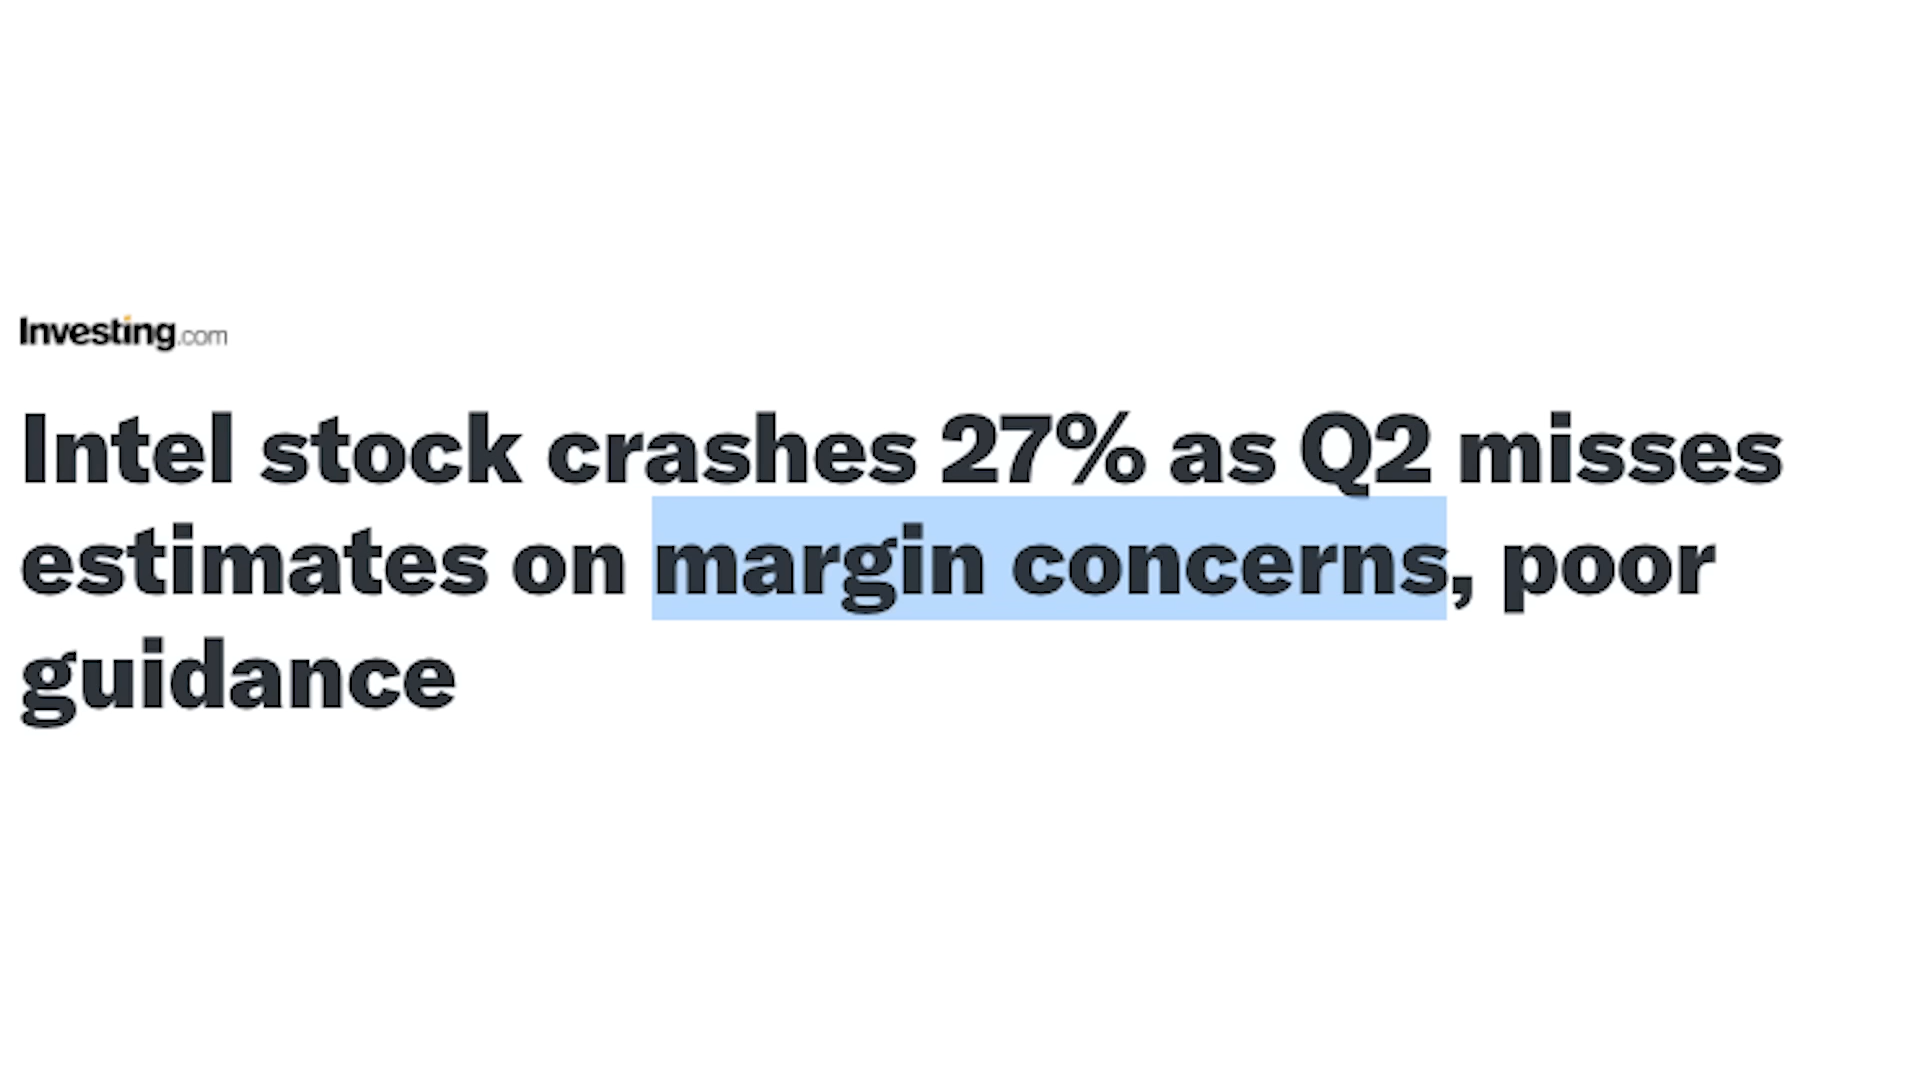 Investing.com
Intel stock crashes 27% as Q2 misses
estimates on margin concerns, poor
guidance